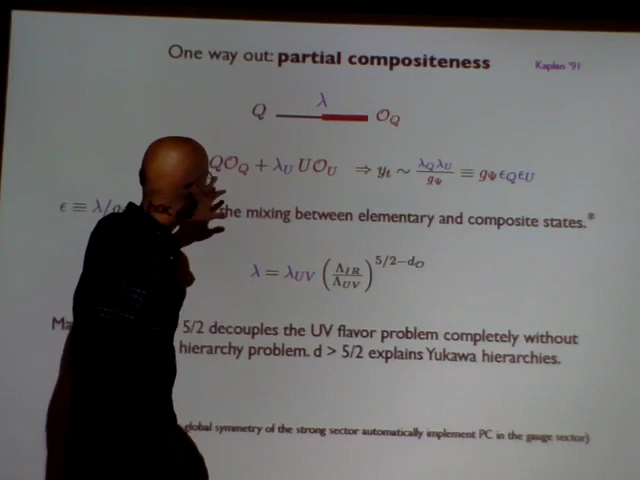 One way out: partial compositeness
Kaplan '91
λ
Q O_Q
QO_Q + λ_U UO_U ⇒ y_t ~ λ_Qλ_U/g_Ψ ≡ g_Ψ ε_Q ε_U
ε ≡ λ/g the mixing between elementary and composite states.*
λ = λ_UV (Λ_IR/Λ_UV)^{5/2-d_O}
5/2 decouples the UV flavor problem completely without
hierarchy problem. d > 5/2 explains Yukawa hierarchies.
global symmetry of the strong sector automatically implement PC in the gauge sector)